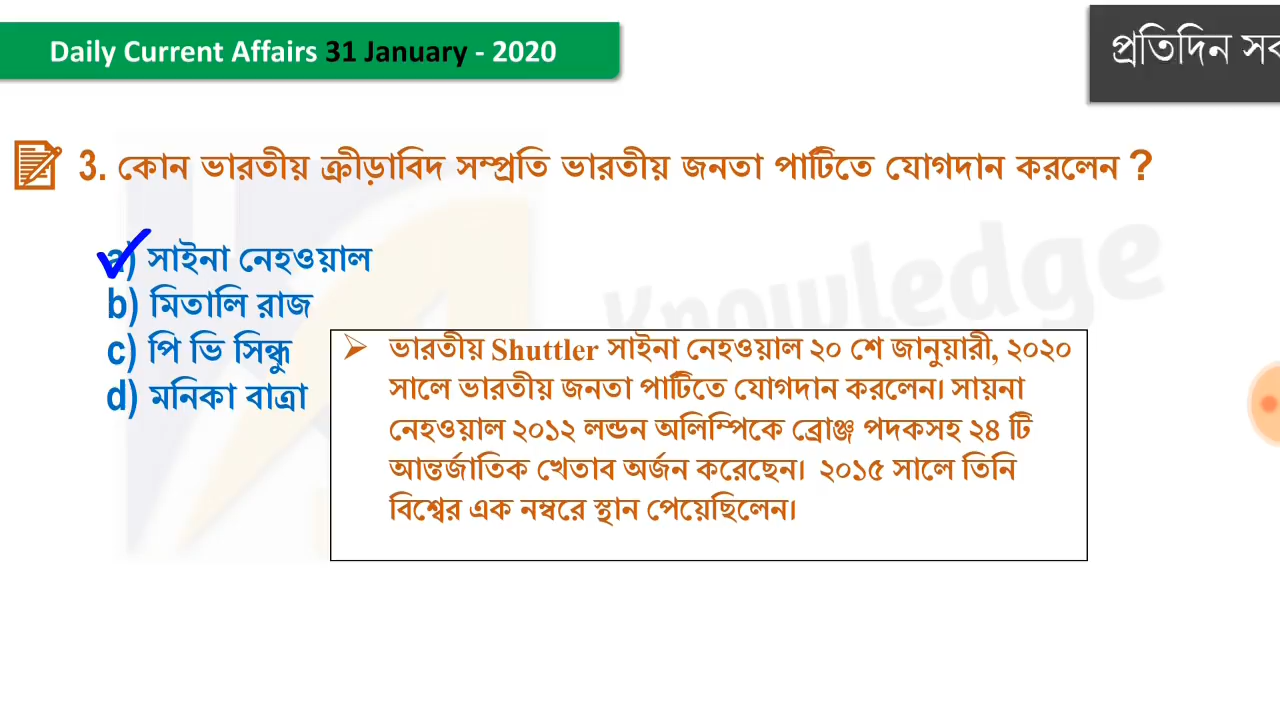 Daily Current Affairs 31 January - 2020
প্রতিদিন
3. কোন ভারতীয় ক্রীড়াবিদ সম্প্রতি ভারতীয় জনতা পার্টিতে যোগদান করলেন ?
a) সাইনা নেহওয়াল
b) মিতালি রাজ
c) পি ভি সিন্ধু
d) মনিকা বাত্রা
Knowledge
➢ ভারতীয় Shuttler সাইনা নেহওয়াল ২০ শে জানুয়ারী, ২০২০
সালে ভারতীয় জনতা পার্টিতে যোগদান করলেন। সায়না
নেহওয়াল ২০১২ লন্ডন অলিম্পিকে ব্রোঞ্জ পদকসহ ২৪ টি
আন্তর্জাতিক খেতাব অর্জন করেছেন। ২০১৫ সালে তিনি
বিশ্বের এক নম্বরে স্থান পেয়েছিলেন।